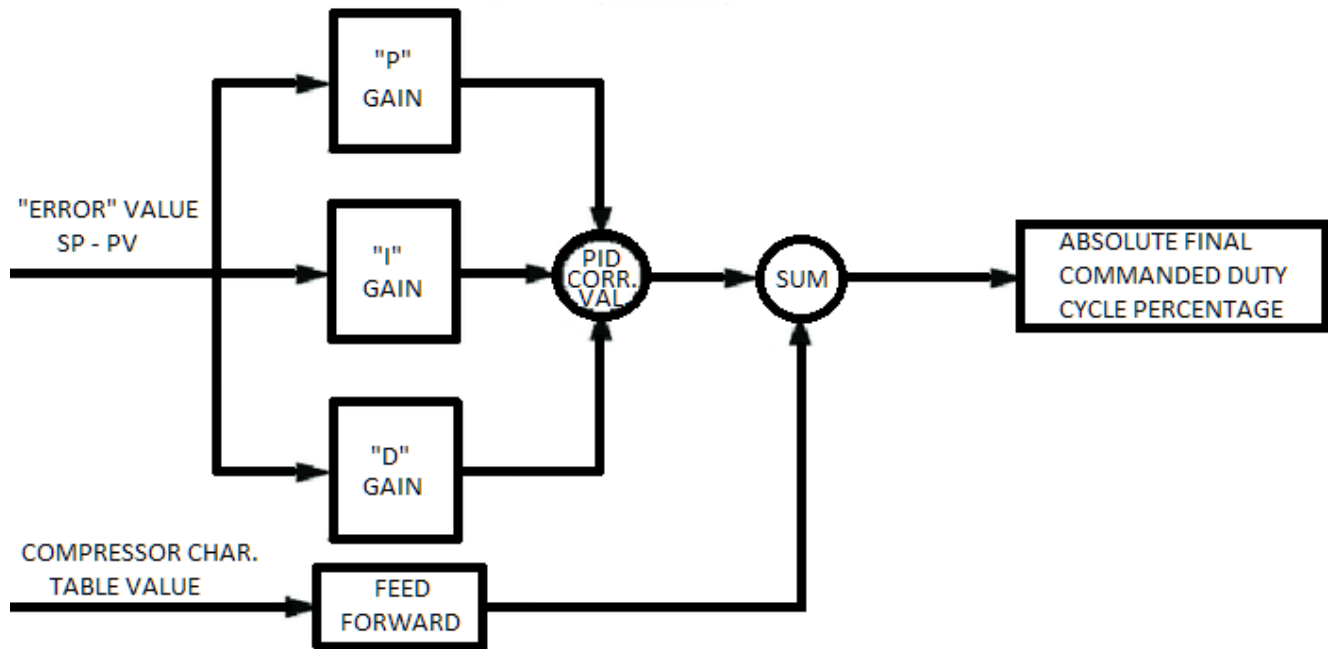 "P"
GAIN
"ERROR" VALUE
SP - PV
"I"
GAIN
PID
CORR.
VAL
SUM
ABSOLUTE FINAL
COMMANDED DUTY
CYCLE PERCENTAGE
"D"
GAIN
COMPRESSOR CHAR.
TABLE VALUE
FEED
FORWARD